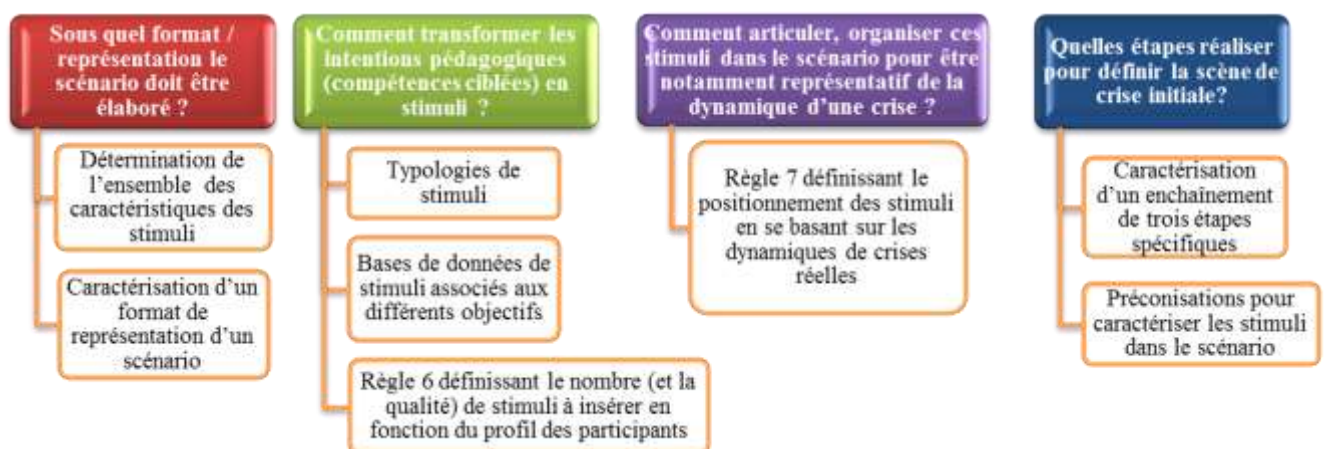 Sous quel format /
représentation le
scénario doit être
élaboré ?
Détermination de
l'ensemble des
caractéristiques des
stimuli
Caractérisation d'un
format de
représentation d'un
scénario
Comment transformer les
intentions pédagogiques
(compétences ciblées) en
stimuli ?
Typologies de
stimuli
Bases de données de
stimuli associés aux
différents objectifs
Règle 6 définissant le nombre (et la
qualité) de stimuli à insérer en
fonction du profil des participants
Comment articuler, organiser ces
stimuli dans le scénario pour être
notamment représentatif de la
dynamique d'une crise ?
Règle 7 définissant le
positionnement des stimuli
en se basant sur les
dynamiques de crises
réelles
Quelles étapes réaliser
pour définir la scène de
crise initiale?
Caractérisation
d'un enchaînement
de trois étapes
spécifiques
Préconisations pour
caractériser les stimuli
dans le scénario